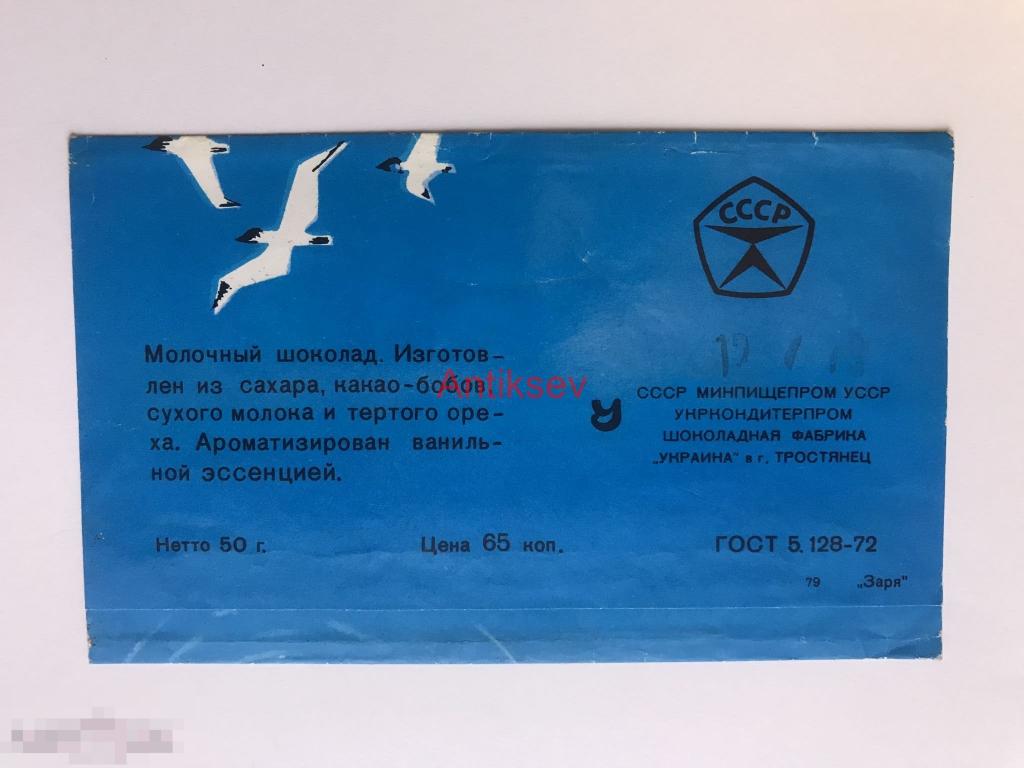 СССР
Молочный шоколад. Изготов-
лен из сахара, какао-бобов,
сухого молока и тертого оре-
ха. Ароматизирован ваниль-
ной эссенцией.
Antiksev
СССР МИНПИЩЕПРОМ УССР
УКРКОНДИТЕРПРОМ
ШОКОЛАДНАЯ ФАБРИКА
„УКРАИНА" в г. ТРОСТЯНЕЦ
Нетто 50 г.
Цена 65 коп.
ГОСТ 5. 128-72
79 „Заря"